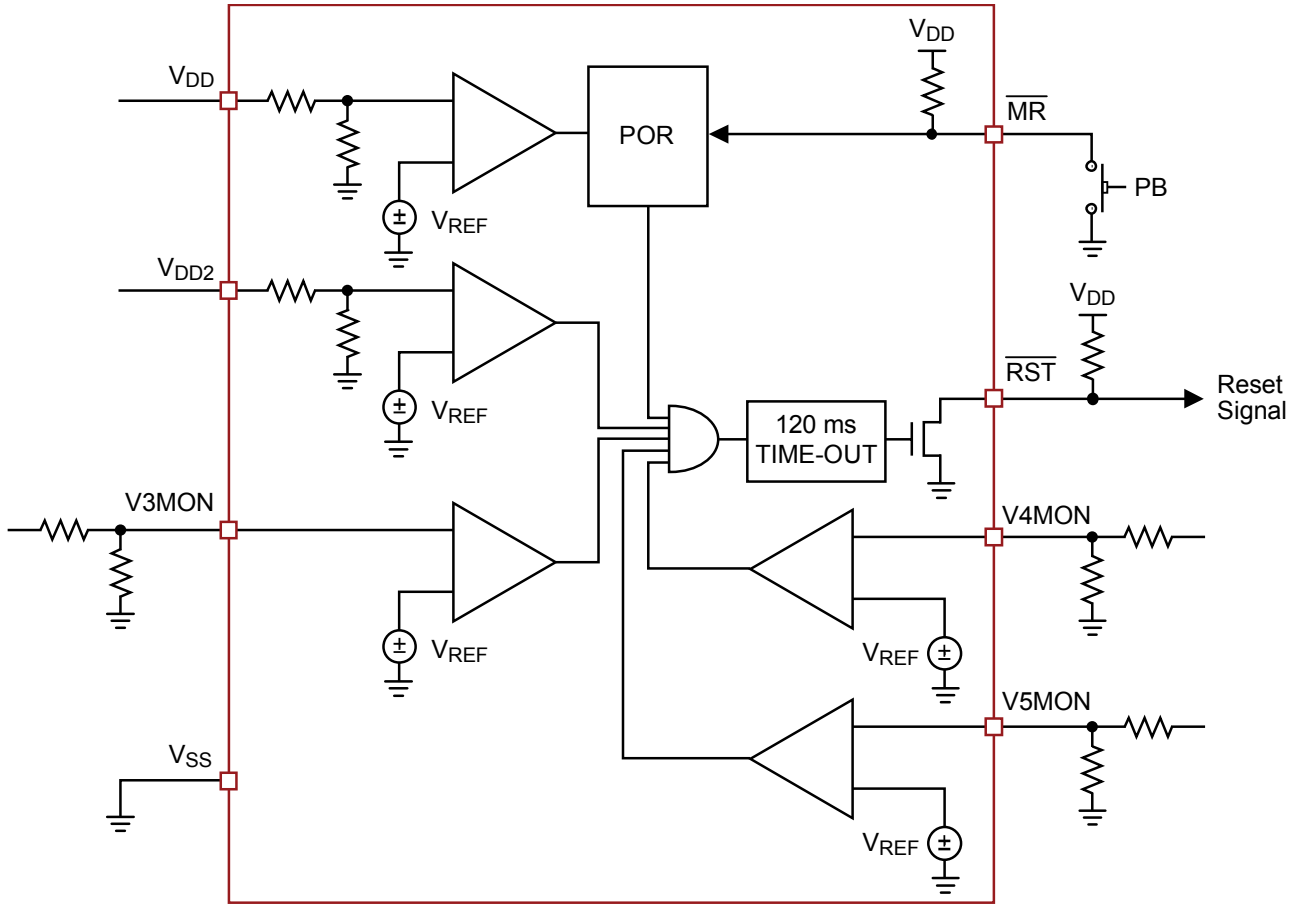 VDD
VDD
POR
MR
PB
VREF
VDD2
VDD
VREF
RST
Reset
Signal
120 ms
TIME-OUT
V3MON
V4MON
VREF
VREF
V5MON
VSS
VREF